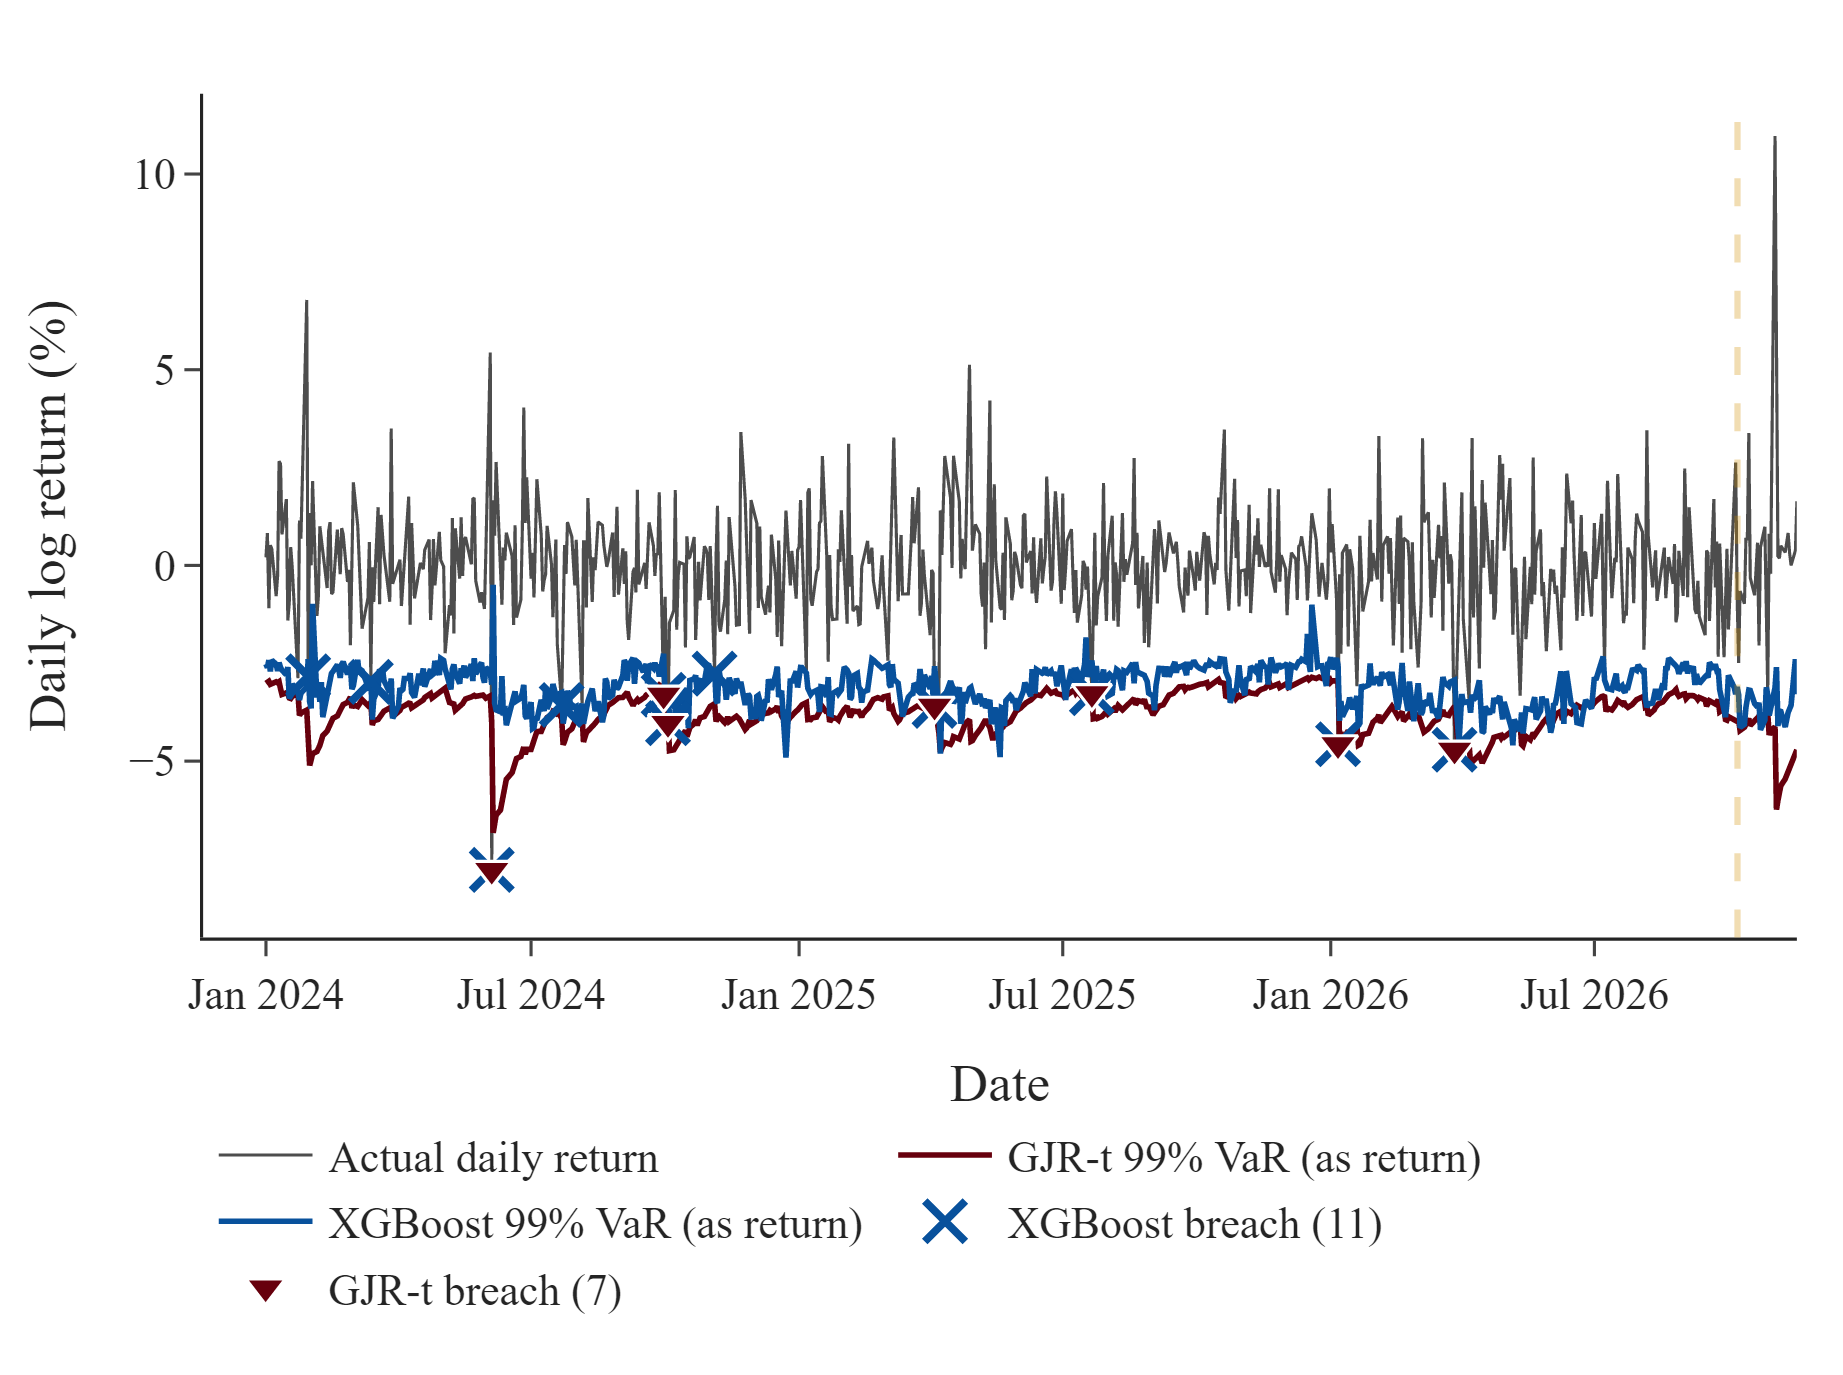 Daily log return (%)
10
5
0
−5
Jan 2024
Jul 2024
Jan 2025
Jul 2025
Jan 2026
Jul 2026
Date
Actual daily return
GJR-t 99% VaR (as return)
XGBoost 99% VaR (as return)
XGBoost breach (11)
GJR-t breach (7)